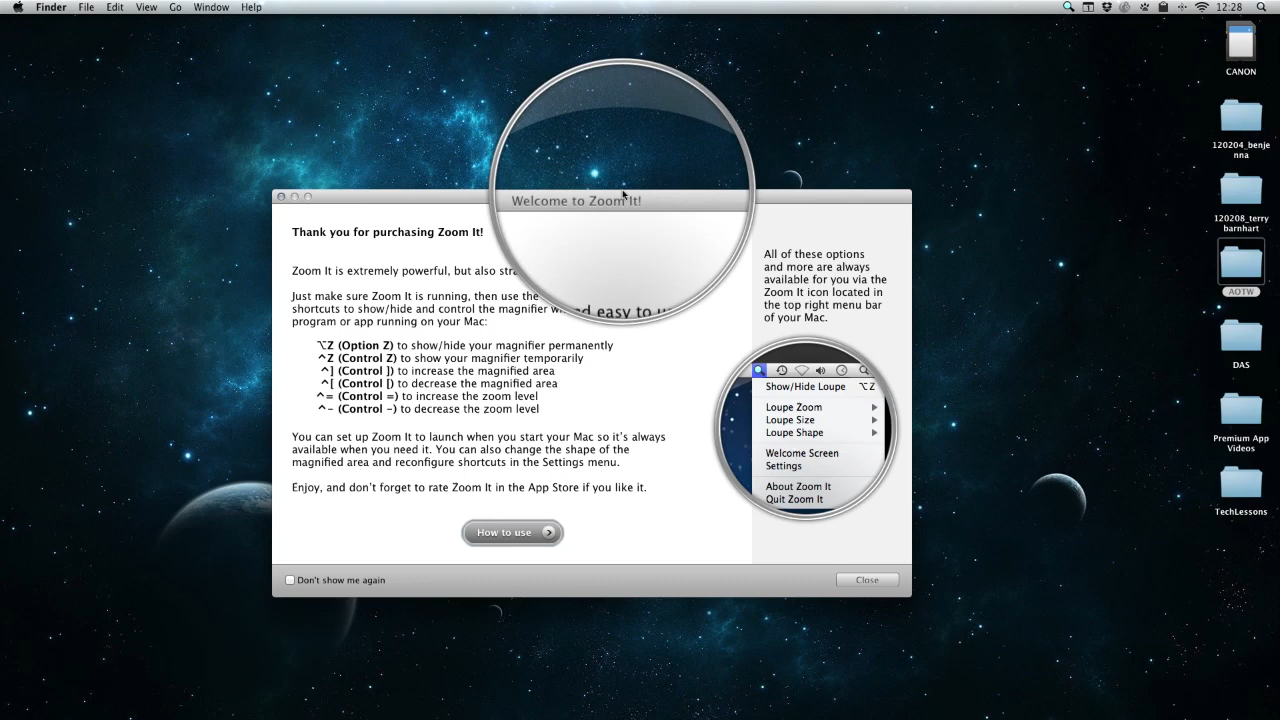 Finder File Edit View Go Window Help 12:28
CANON
120204_benje
nna
120208_terry
barnhart
AOTW
DAS
Premium App
Videos
TechLessons
Welcome to Zoom It!
Thank you for purchasing Zoom It!
Zoom It is extremely powerful, but also
and easy to
Just make sure Zoom It is running, then use the
shortcuts to show/hide and control the magnifier
program or app running on your Mac:
⌥Z (Option Z) to show/hide your magnifier permanently
^Z (Control Z) to show your magnifier temporarily
^] (Control ]) to increase the magnified area
^[ (Control [) to decrease the magnified area
^= (Control =) to increase the zoom level
^- (Control -) to decrease the zoom level
You can set up Zoom It to launch when you start your Mac so it's always
available when you need it. You can also change the shape of the
magnified area and reconfigure shortcuts in the Settings menu.
Enjoy, and don't forget to rate Zoom It in the App Store if you like it.
How to use
All of these options
and more are always
available for you via the
Zoom It icon located in
the top right menu bar
of your Mac.
Show/Hide Loupe ⌥Z
Loupe Zoom
Loupe Size
Loupe Shape
Welcome Screen
Settings
About Zoom It
Quit Zoom It
Don't show me again
Close